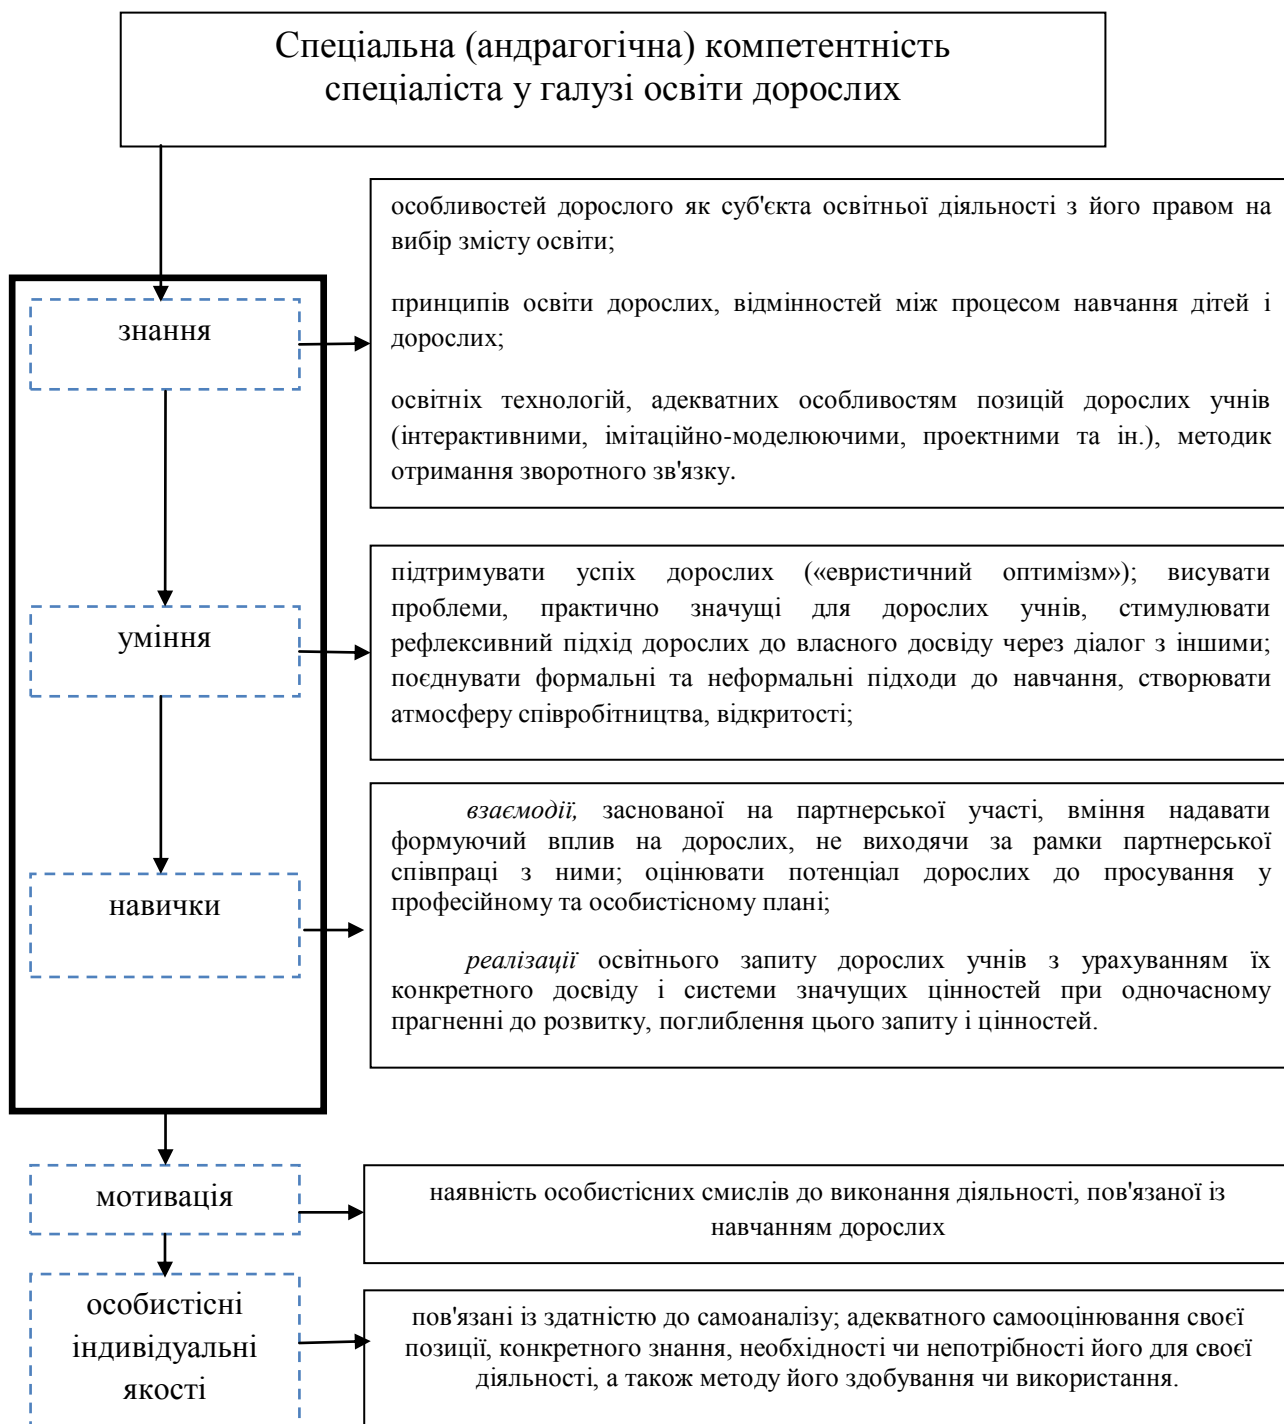 Спеціальна (андрагогічна) компетентність
спеціаліста у галузі освіти дорослих
знання
особливостей дорослого як суб'єкта освітньої діяльності з його правом на
вибір змісту освіти;
принципів освіти дорослих, відмінностей між процесом навчання дітей і
дорослих;
освітніх технологій, адекватних особливостям позицій дорослих учнів
(інтерактивними, імітаційно-моделюючими, проектними та ін.), методик
отримання зворотного зв'язку.
уміння
підтримувати успіх дорослих («евристичний оптимізм»); висувати
проблеми, практично значущі для дорослих учнів, стимулювати
рефлексивний підхід дорослих до власного досвіду через діалог з іншими;
поєднувати формальні та неформальні підходи до навчання, створювати
атмосферу співробітництва, відкритості;
навички
взаємодії, заснованої на партнерської участі, вміння надавати
формуючий вплив на дорослих, не виходячи за рамки партнерської
співпраці з ними; оцінювати потенціал дорослих до просування у
професійному та особистісному плані;
реалізації освітнього запиту дорослих учнів з урахуванням їх
конкретного досвіду і системи значущих цінностей при одночасному
прагненні до розвитку, поглиблення цього запиту і цінностей.
мотивація
наявність особистісних смислів до виконання діяльності, пов'язаної із
навчанням дорослих
особистісні
індивідуальні
якості
пов'язані із здатністю до самоаналізу; адекватного самооцінювання своєї
позиції, конкретного знання, необхідності чи непотрібності його для своєї
діяльності, а також методу його здобування чи використання.